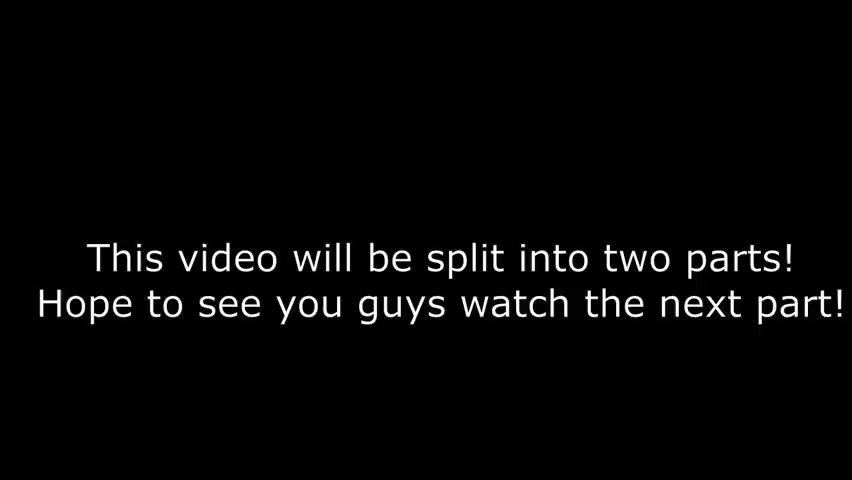 This video will be split into two parts!
Hope to see you guys watch the next part!